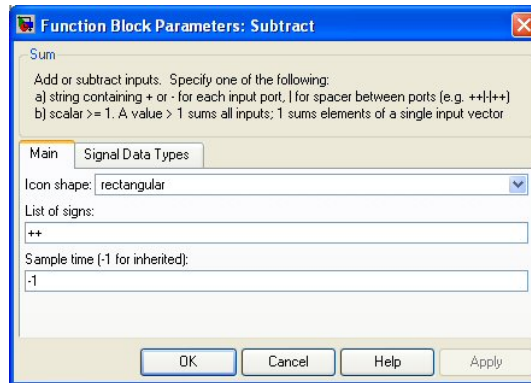 Function Block Parameters: Subtract
Sum
Add or subtract inputs. Specify one of the following:
a) string containing + or - for each input port, | for spacer between ports (e.g. ++|-|++)
b) scalar >= 1. A value > 1 sums all inputs; 1 sums elements of a single input vector
Main Signal Data Types
Icon shape: rectangular
List of signs:
++
Sample time (-1 for inherited):
-1
OK Cancel Help Apply